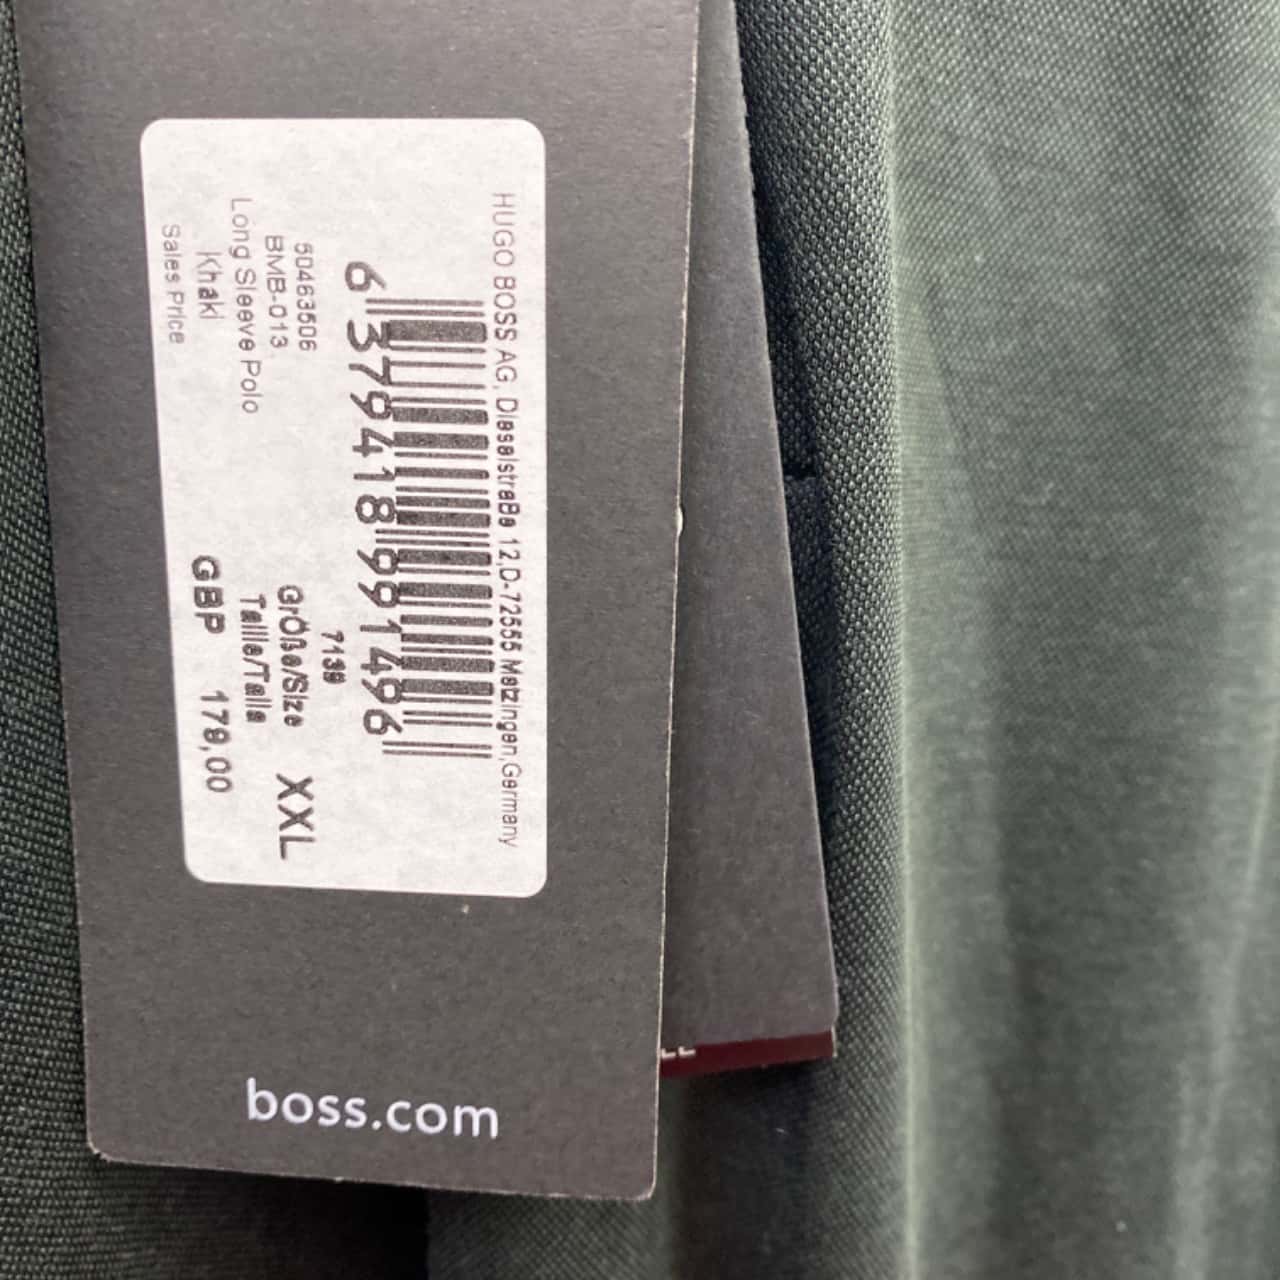 HUGO BOSS AG, Dieselstraße 12,D-72555 Metzingen,Germany
6 379418 991496
50463506
BMB-013
Größe/Size XXL
Long Sleeve Polo
Taille/Talla
Khaki
Sales Price GBP 179,00
boss.com